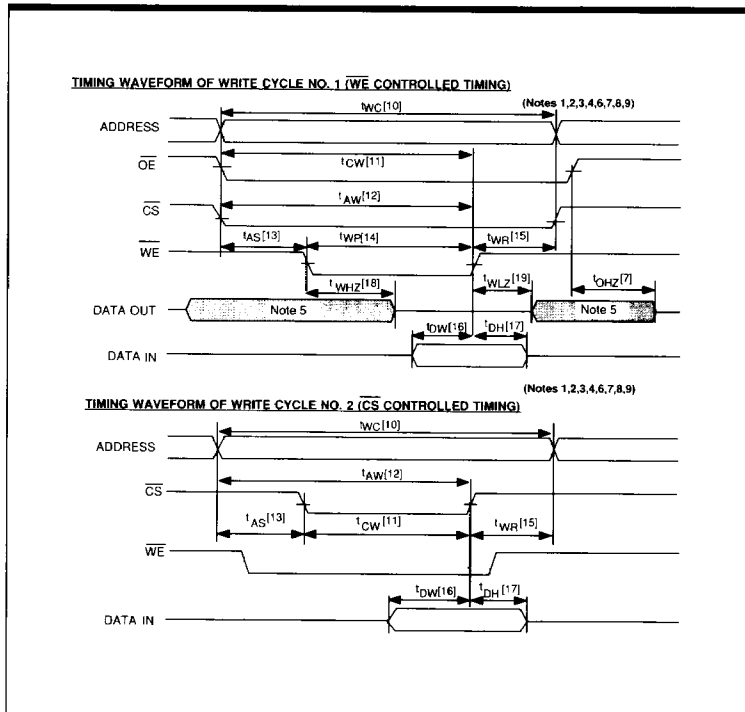 TIMING WAVEFORM OF WRITE CYCLE NO. 1 (WE CONTROLLED TIMING)
(Notes 1,2,3,4,6,7,8,9)
tWC[10]
ADDRESS
tCW[11]
OE
tAW[12]
CS
tAS[13]
tWP[14]
tWR[15]
WE
tWHZ[18]
tWLZ[19]
tOHZ[7]
DATA OUT
Note 5
Note 5
tDW[16]
tDH[17]
DATA IN
(Notes 1,2,3,4,6,7,8,9)
TIMING WAVEFORM OF WRITE CYCLE NO. 2 (CS CONTROLLED TIMING)
tWC[10]
ADDRESS
tAW[12]
CS
tAS[13]
tCW[11]
tWR[15]
WE
tDW[16]
tDH[17]
DATA IN